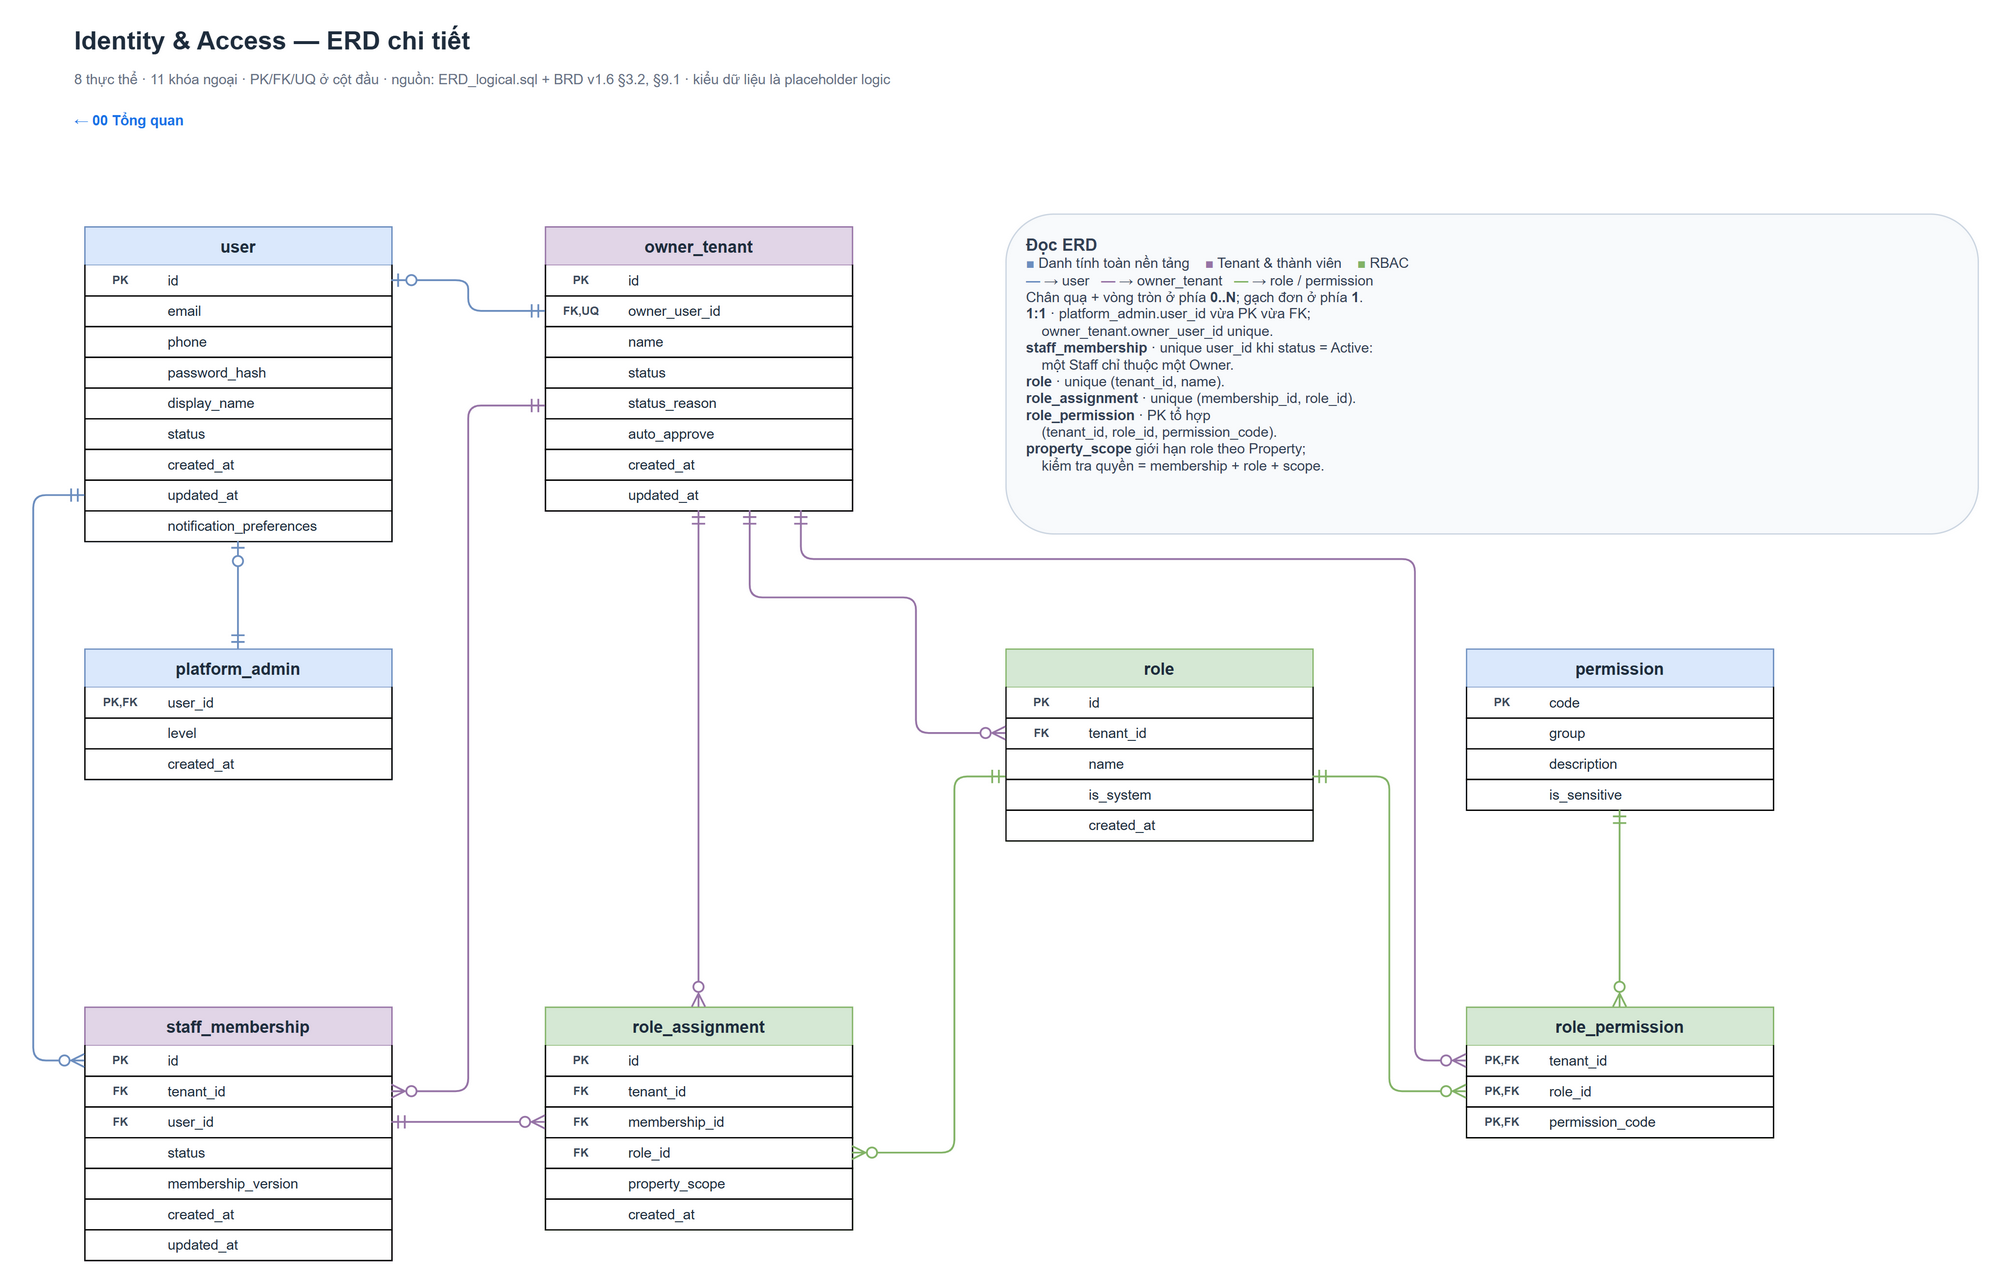 Identity & Access — ERD chi tiết
8 thực thể · 11 khóa ngoại · PK/FK/UQ ở cột đầu · nguồn: ERD_logical.sql + BRD v1.6 §3.2, §9.1 · kiểu dữ liệu là placeholder logic
← 00 Tổng quan
user
PK id
email
phone
password_hash
display_name
status
created_at
updated_at
notification_preferences
owner_tenant
PK id
FK,UQ owner_user_id
name
status
status_reason
auto_approve
created_at
updated_at
Đọc ERD
■ Danh tính toàn nền tảng ■ Tenant & thành viên ■ RBAC
— → user — → owner_tenant — → role / permission
Chân quạ + vòng tròn ở phía 0..N; gạch đơn ở phía 1.
1:1 · platform_admin.user_id vừa PK vừa FK;
owner_tenant.owner_user_id unique.
staff_membership · unique user_id khi status = Active:
một Staff chỉ thuộc một Owner.
role · unique (tenant_id, name).
role_assignment · unique (membership_id, role_id).
role_permission · PK tổ hợp
(tenant_id, role_id, permission_code).
property_scope giới hạn role theo Property;
kiểm tra quyền = membership + role + scope.
platform_admin
PK,FK user_id
level
created_at
role
PK id
FK tenant_id
name
is_system
created_at
permission
PK code
group
description
is_sensitive
staff_membership
PK id
FK tenant_id
FK user_id
status
membership_version
created_at
updated_at
role_assignment
PK id
FK tenant_id
FK membership_id
FK role_id
property_scope
created_at
role_permission
PK,FK tenant_id
PK,FK role_id
PK,FK permission_code